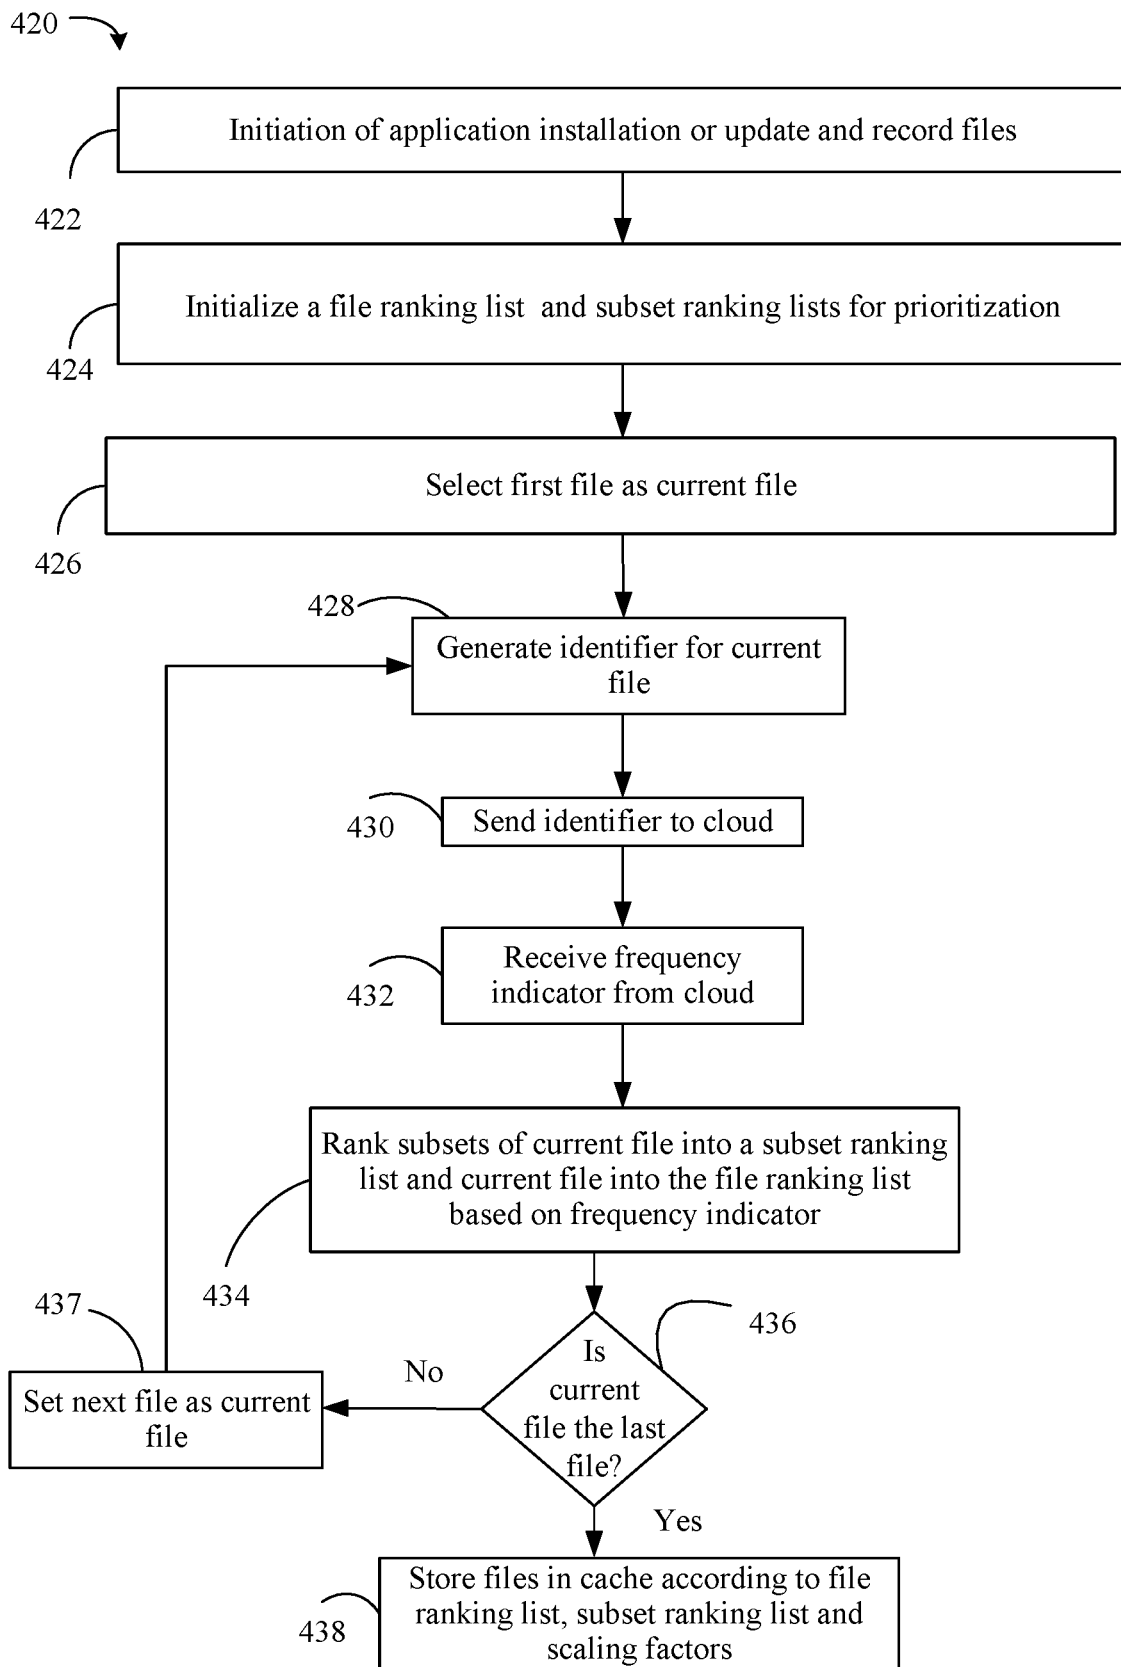 420
Initiation of application installation or update and record files
422
Initialize a file ranking list and subset ranking lists for prioritization
424
Select first file as current file
426
428
Generate identifier for current
file
430
Send identifier to cloud
Receive frequency
indicator from cloud
432
Rank subsets of current file into a subset ranking
list and current file into the file ranking list
based on frequency indicator
434
437
436
Is
current
file the last
file?
No
Set next file as current
file
Yes
Store files in cache according to file
ranking list, subset ranking list and
scaling factors
438